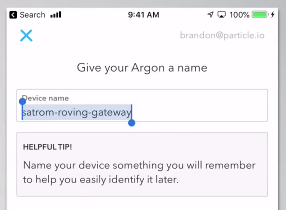 Search 9:41 AM 100%
brandon@particle.io
Give your Argon a name
Device name
satrom-roving-gateway
HELPFUL TIP!
Name your device something you will remember
to help you easily identify it later.